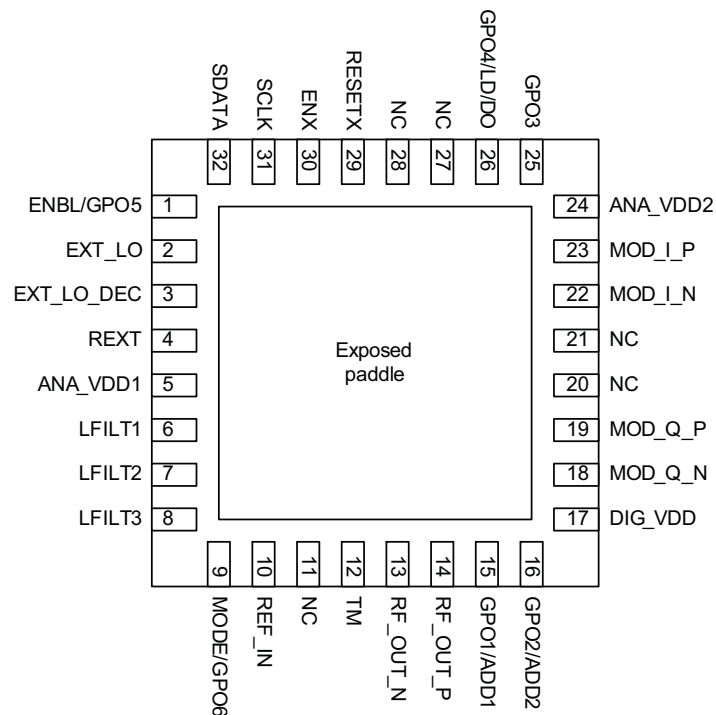 SDATA
SCLK
ENX
RESETX
NC
NC
GPO4/LD/DO
GPO3
32
31
30
29
28
27
26
25
ENBL/GPO5 1
EXT_LO 2
EXT_LO_DEC 3
REXT 4
ANA_VDD1 5
LFILT1 6
LFILT2 7
LFILT3 8
Exposed
paddle
24 ANA_VDD2
23 MOD_I_P
22 MOD_I_N
21 NC
20 NC
19 MOD_Q_P
18 MOD_Q_N
17 DIG_VDD
9 MODE/GPO6
10 REF_IN
11 NC
12 TM
13 RF_OUT_N
14 RF_OUT_P
15 GPO1/ADD1
16 GPO2/ADD2